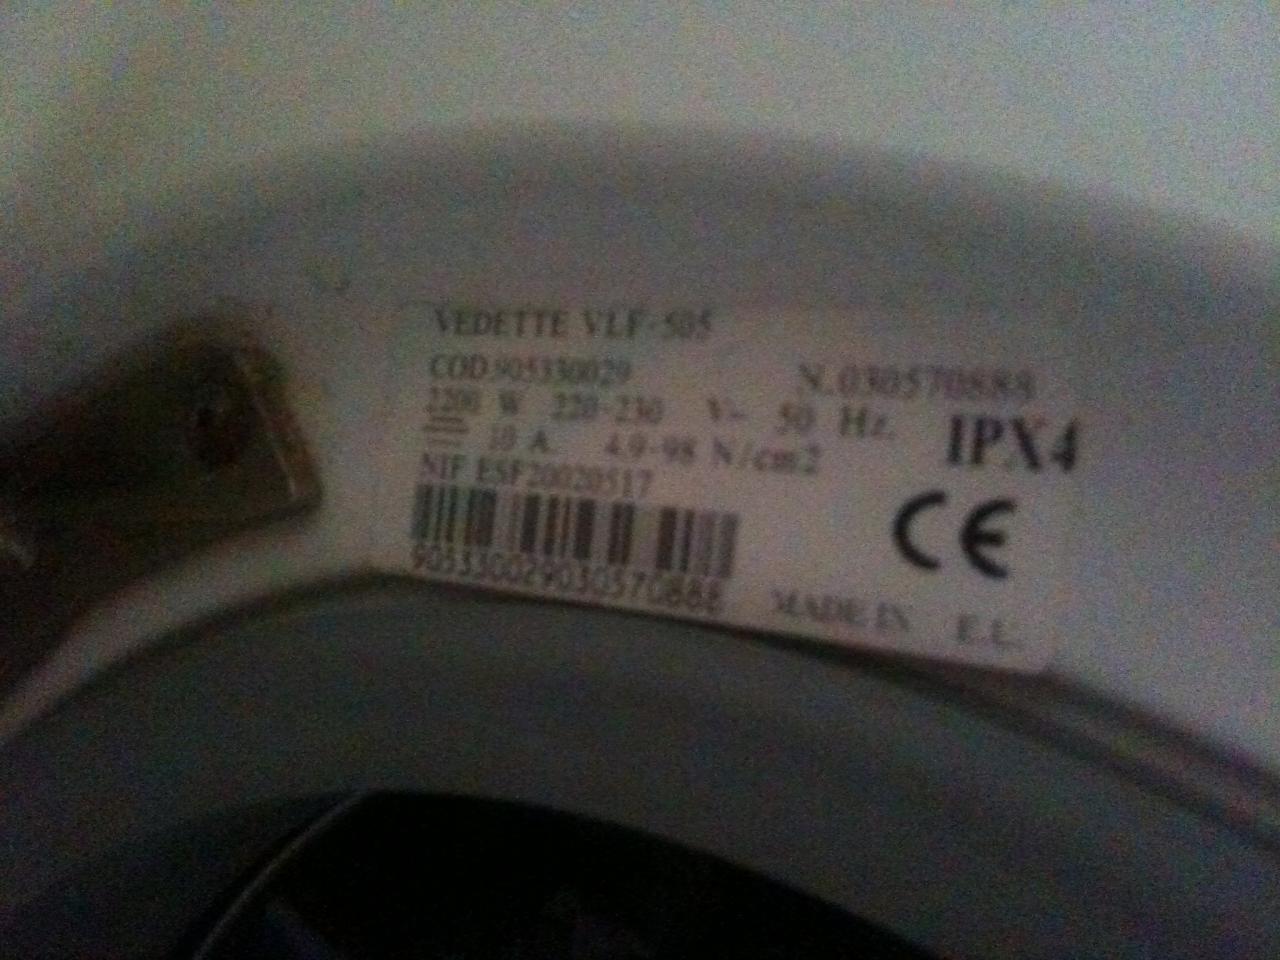 VEDETTE VLF-505
COD.905330029
N.030570888
2200 W 220-230 V~ 50 Hz.
IPX4
10 A. 4.9-98 N/cm2
NIF ESF20020517
CE
905330029030570888
MADE IN